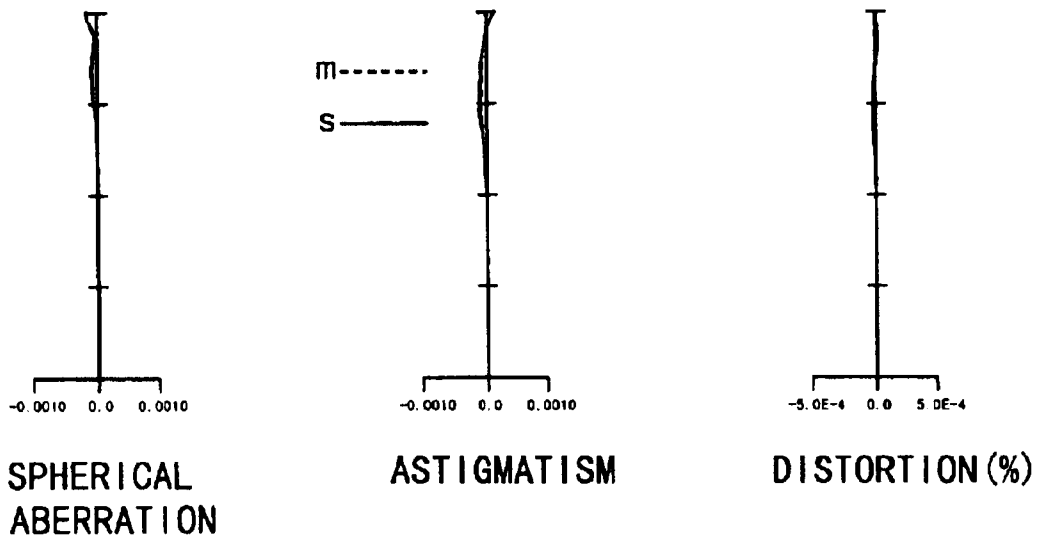 m
s
-0.0010 0.0 0.0010
-0.0010 0.0 0.0010
-5.0E-4 0.0 5.0E-4
SPHERICAL
ABERRATION
ASTIGMATISM
DISTORTION(%)